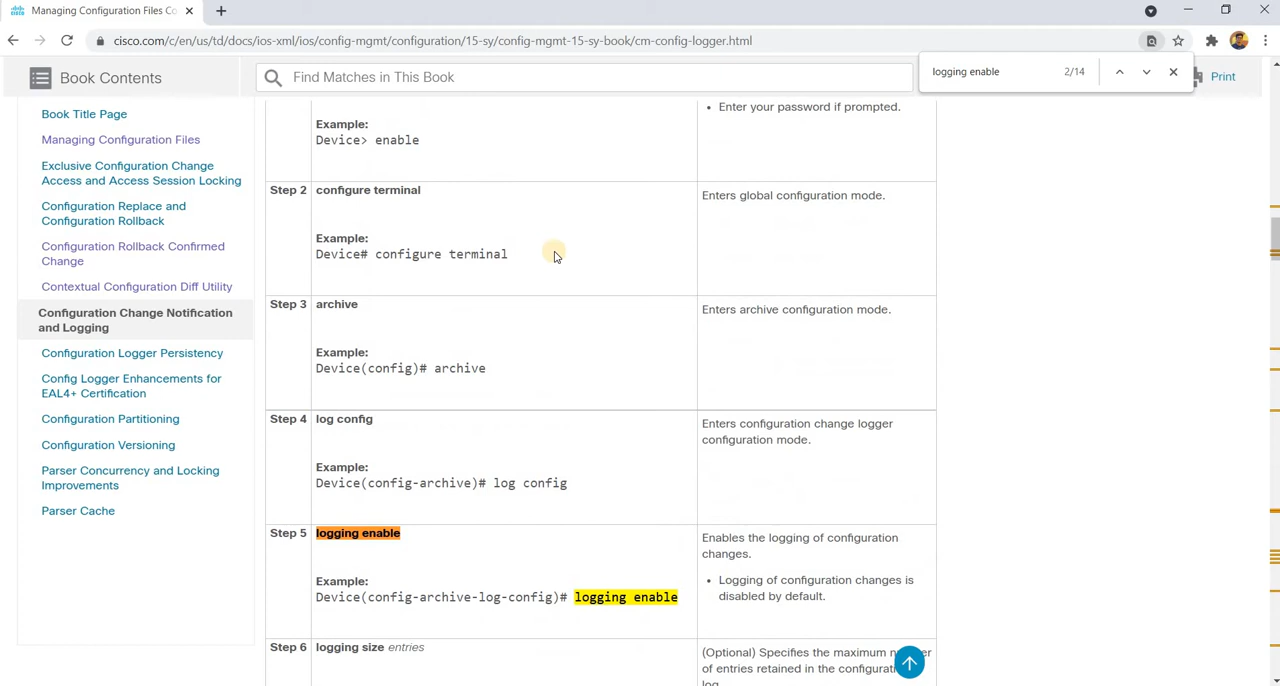 Managing Configuration Files Co
cisco.com/c/en/us/td/docs/ios-xml/ios/config-mgmt/configuration/15-sy/config-mgmt-15-sy-book/cm-config-logger.html
logging enable 2/14
Book Contents
Find Matches in This Book
Print
Book Title Page
Managing Configuration Files
Exclusive Configuration Change
Access and Access Session Locking
Configuration Replace and
Configuration Rollback
Configuration Rollback Confirmed
Change
Contextual Configuration Diff Utility
Configuration Change Notification
and Logging
Configuration Logger Persistency
Config Logger Enhancements for
EAL4+ Certification
Configuration Partitioning
Configuration Versioning
Parser Concurrency and Locking
Improvements
Parser Cache
• Enter your password if prompted.
Example:
Device> enable
Step 2 configure terminal
Enters global configuration mode.
Example:
Device# configure terminal
Step 3 archive
Enters archive configuration mode.
Example:
Device(config)# archive
Step 4 log config
Enters configuration change logger
configuration mode.
Example:
Device(config-archive)# log config
Step 5 logging enable
Enables the logging of configuration
changes.
• Logging of configuration changes is
disabled by default.
Example:
Device(config-archive-log-config)# logging enable
Step 6 logging size entries
(Optional) Specifies the maximum
of entries retained in the
log